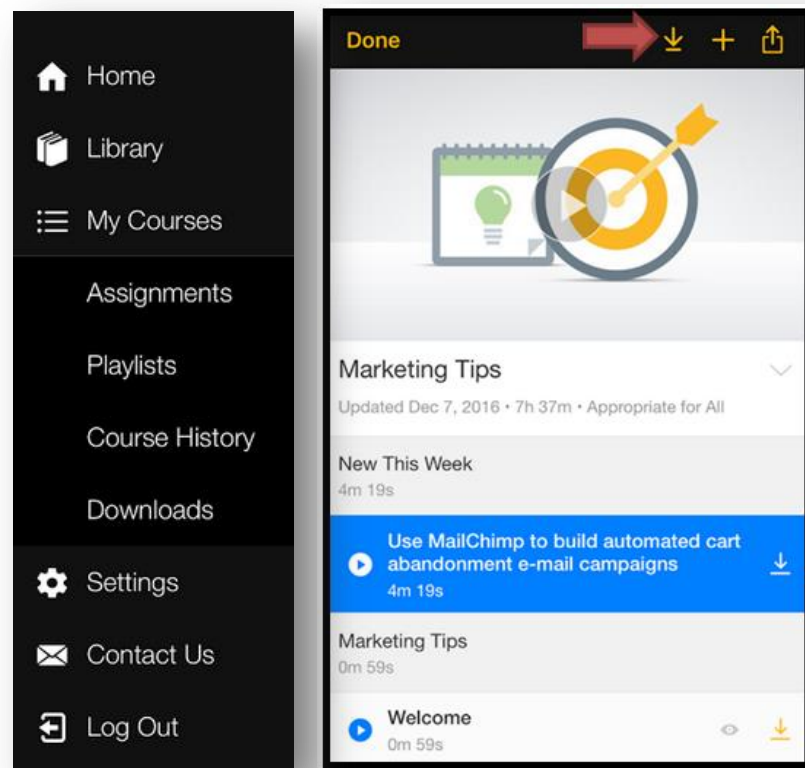 Home
Library
My Courses
Assignments
Playlists
Course History
Downloads
Settings
Contact Us
Log Out
Done
Marketing Tips
Updated Dec 7, 2016 • 7h 37m • Appropriate for All
New This Week
4m 19s
Use MailChimp to build automated cart
abandonment e-mail campaigns
4m 19s
Marketing Tips
0m 59s
Welcome
0m 59s